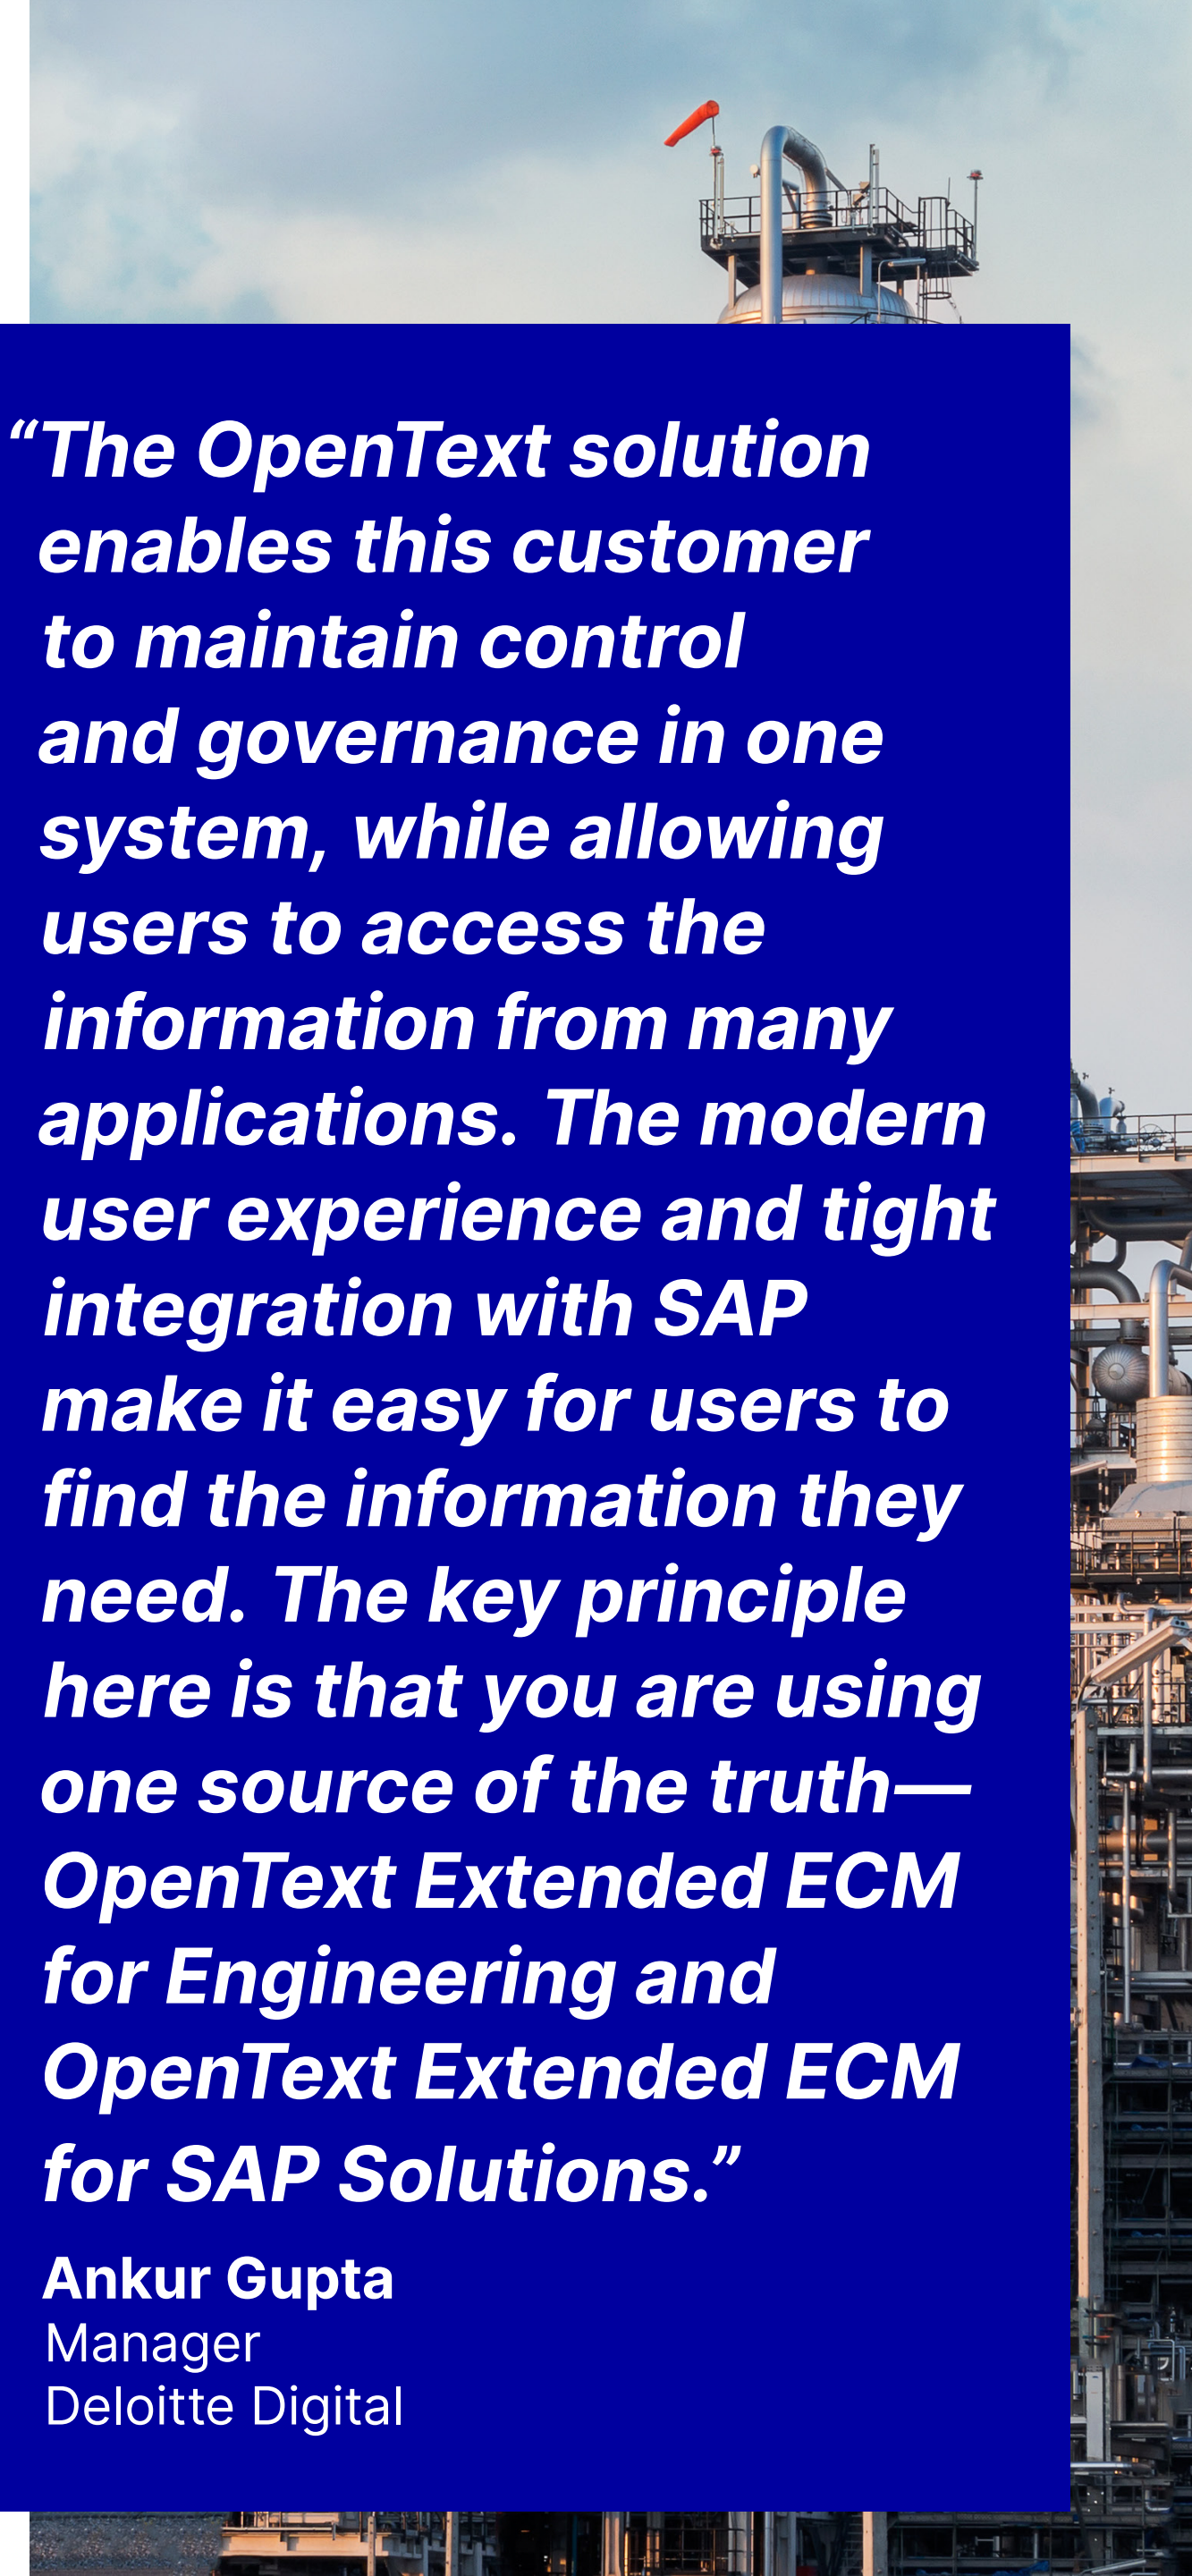 “The OpenText solution
enables this customer
to maintain control
and governance in one
system, while allowing
users to access the
information from many
applications. The modern
user experience and tight
integration with SAP
make it easy for users to
find the information they
need. The key principle
here is that you are using
one source of the truth—
OpenText Extended ECM
for Engineering and
OpenText Extended ECM
for SAP Solutions.”
Ankur Gupta
Manager
Deloitte Digital